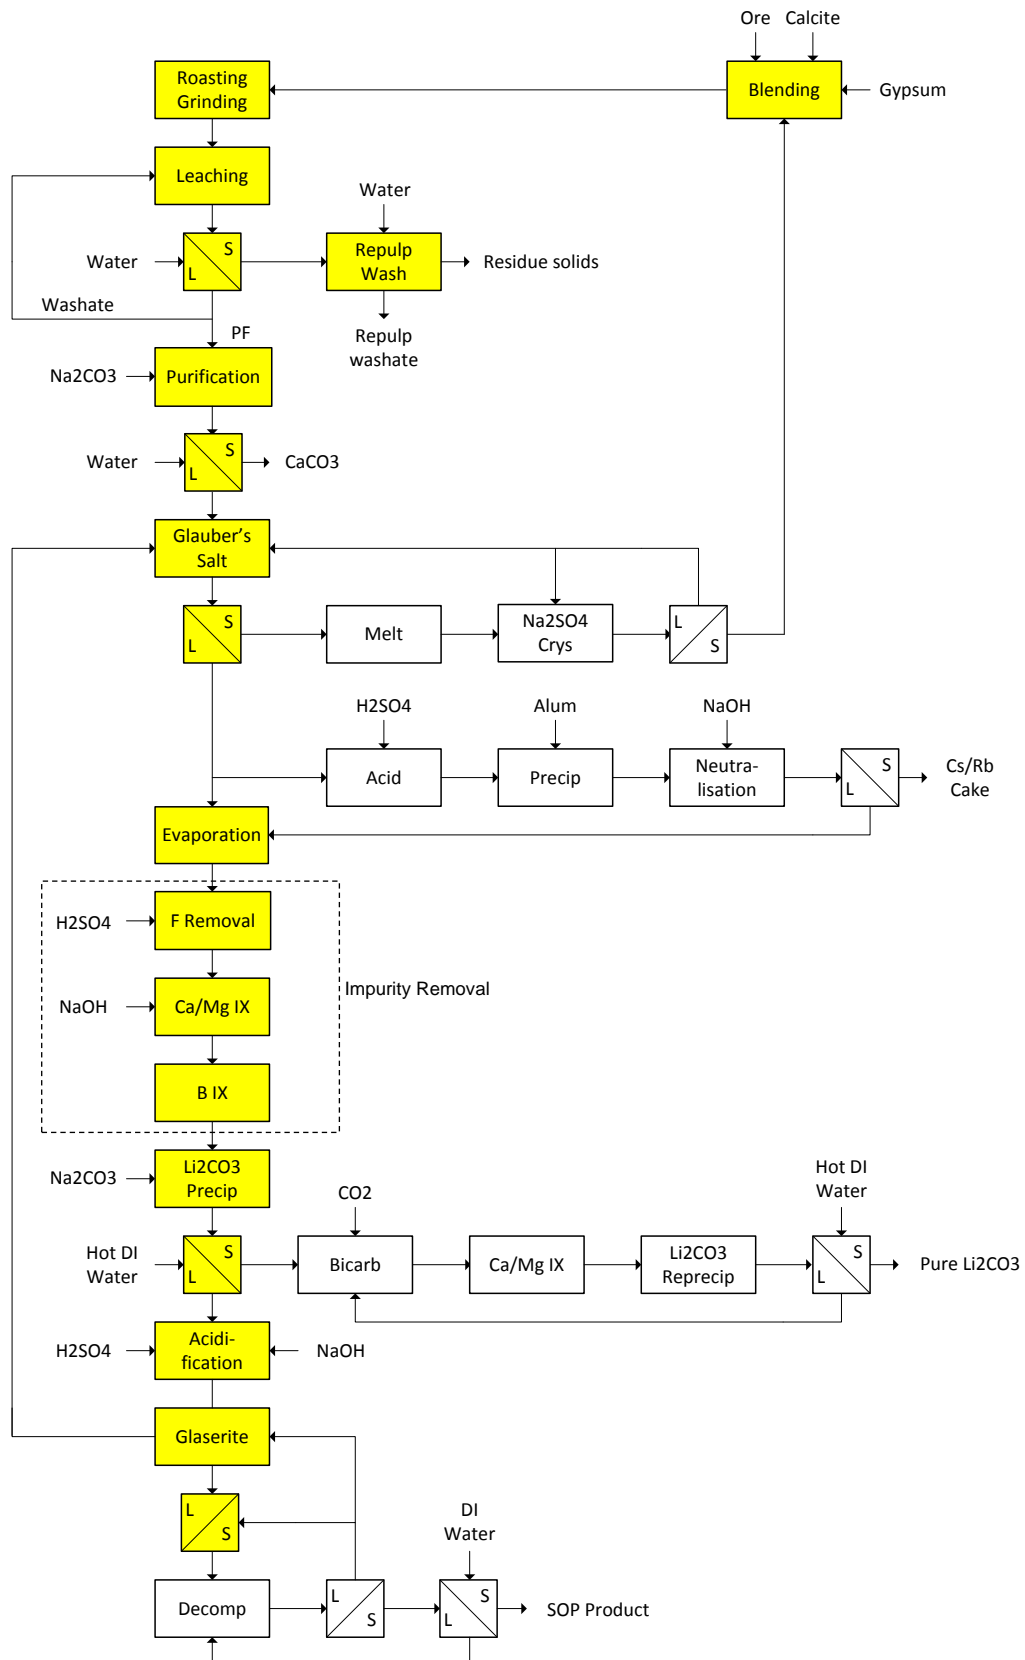 Ore
Calcite
Roasting
Grinding
Blending
Gypsum
Leaching
Water
Water
S
L
Repulp
Wash
Residue solids
Washate
PF
Repulp
washate
Na2CO3
Purification
Water
S
L
CaCO3
Glauber's
Salt
S
L
Melt
Na2SO4
Crys
L
S
H2SO4
Alum
NaOH
Acid
Precip
Neutra-
lisation
S
L
Cs/Rb
Cake
Evaporation
H2SO4
F Removal
NaOH
Ca/Mg IX
Impurity Removal
B IX
Na2CO3
Li2CO3
Precip
CO2
Hot DI
Water
Hot DI
Water
S
L
Bicarb
Ca/Mg IX
Li2CO3
Reprecip
S
L
Pure Li2CO3
H2SO4
Acidi-
fication
NaOH
Glaserite
L
S
DI
Water
Decomp
L
S
S
L
SOP Product